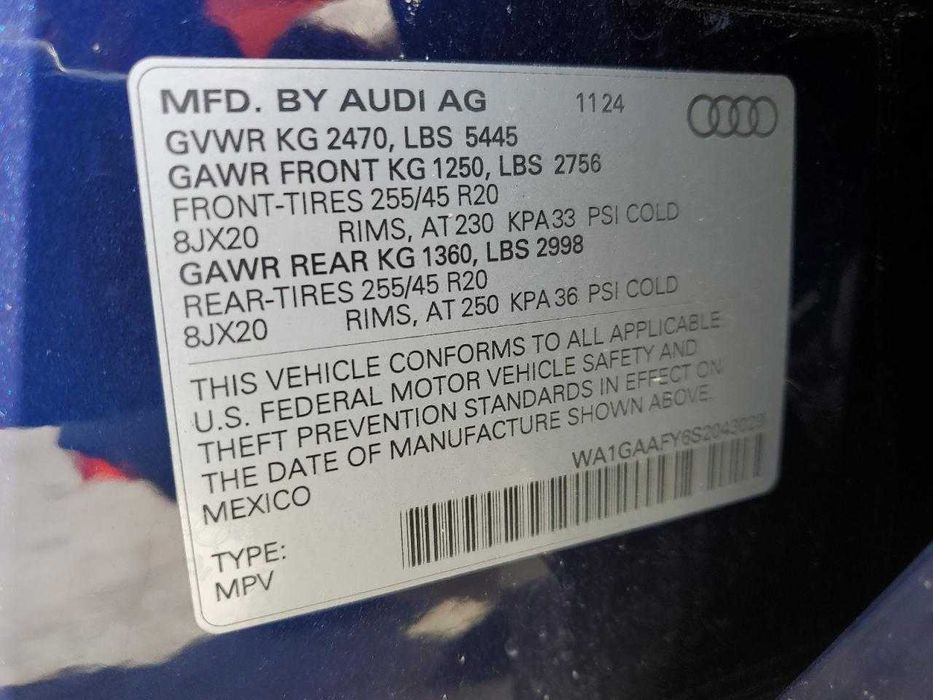 MFD. BY AUDI AG 1124
GVWR KG 2470, LBS 5445
GAWR FRONT KG 1250, LBS 2756
FRONT-TIRES 255/45 R20
8JX20 RIMS, AT 230 KPA 33 PSI COLD
GAWR REAR KG 1360, LBS 2998
REAR-TIRES 255/45 R20
8JX20 RIMS, AT 250 KPA 36 PSI COLD
THIS VEHICLE CONFORMS TO ALL APPLICABLE
U.S. FEDERAL MOTOR VEHICLE SAFETY AND
THEFT PREVENTION STANDARDS IN EFFECT ON
THE DATE OF MANUFACTURE SHOWN ABOVE.
MEXICO WA1GAAFY6S2043029
TYPE:
MPV